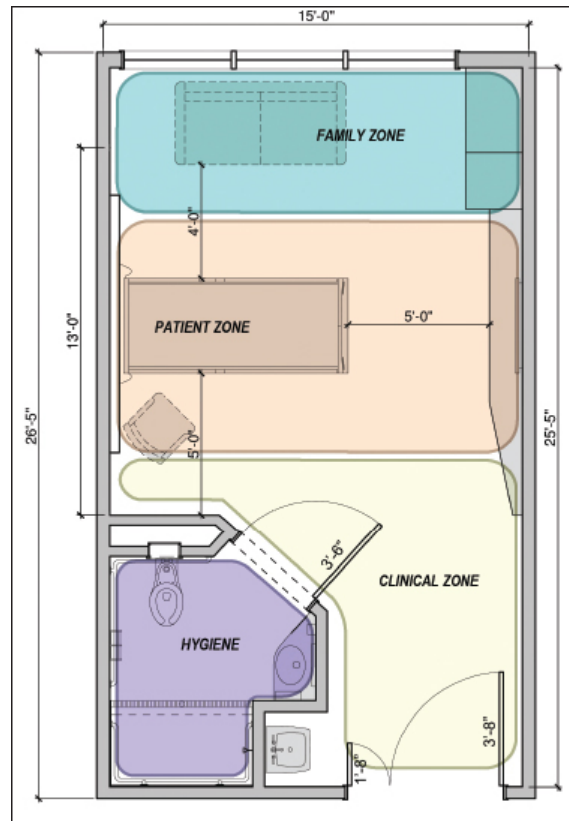 15'-0"
FAMILY ZONE
4'-0"
13'-0"
PATIENT ZONE
5'-0"
5'-0"
26'-5"
25'-5"
3'-6"
CLINICAL ZONE
HYGIENE
3'-8"
1'-8"